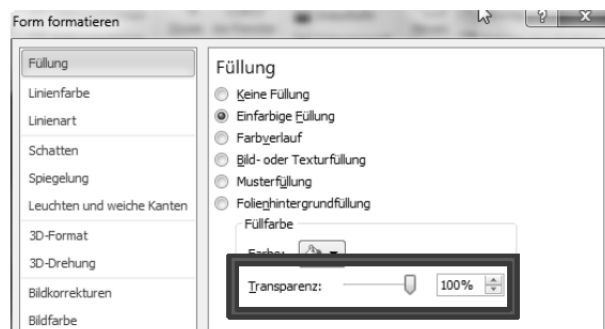 Form formatieren
Füllung
Linienfarbe
Linienart
Schatten
Spiegelung
Leuchten und weiche Kanten
3D-Format
3D-Drehung
Bildkorrekturen
Bildfarbe
Füllung
Keine Füllung
Einfarbige Füllung
Farbverlauf
Bild- oder Texturfüllung
Musterfüllung
Folienhintergrundfüllung
Füllfarbe
Farbe:
Transparenz: 100%